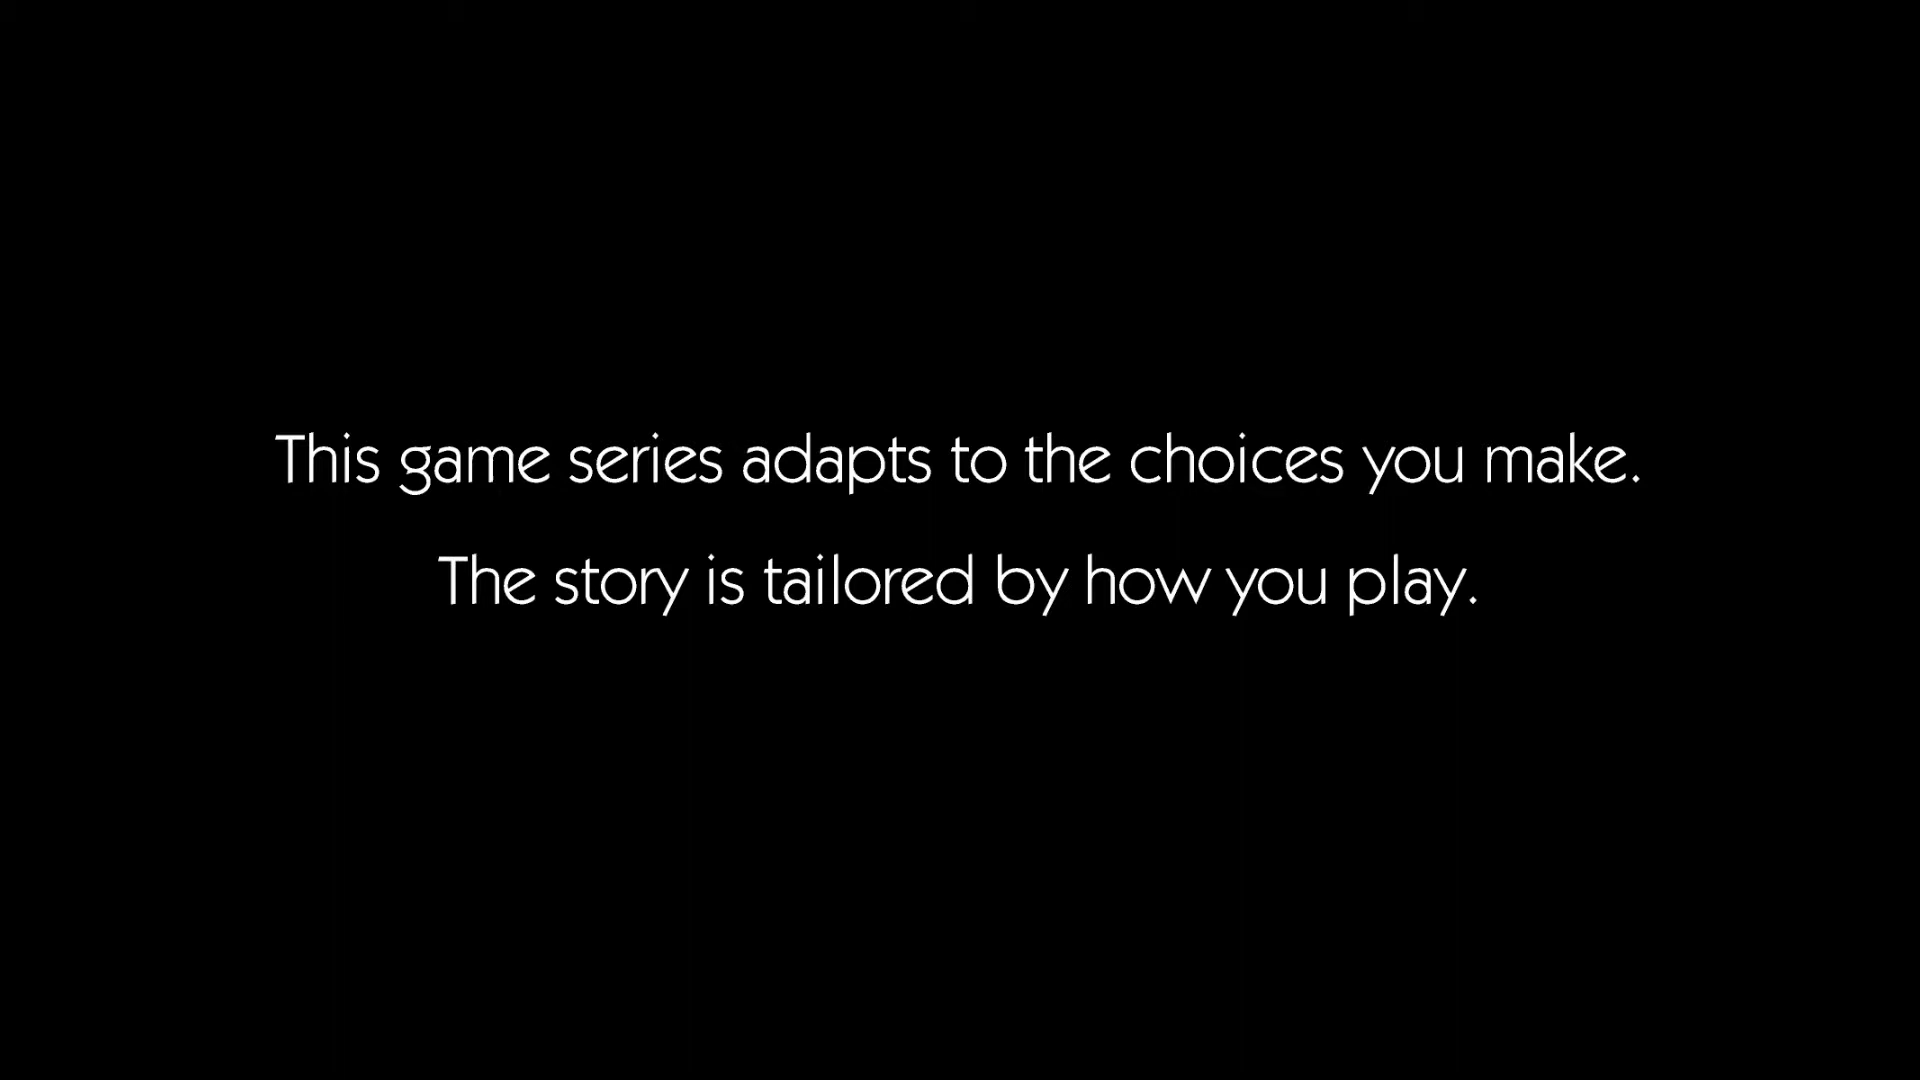 This game series adapts to the choices you make.
The story is tailored by how you play.